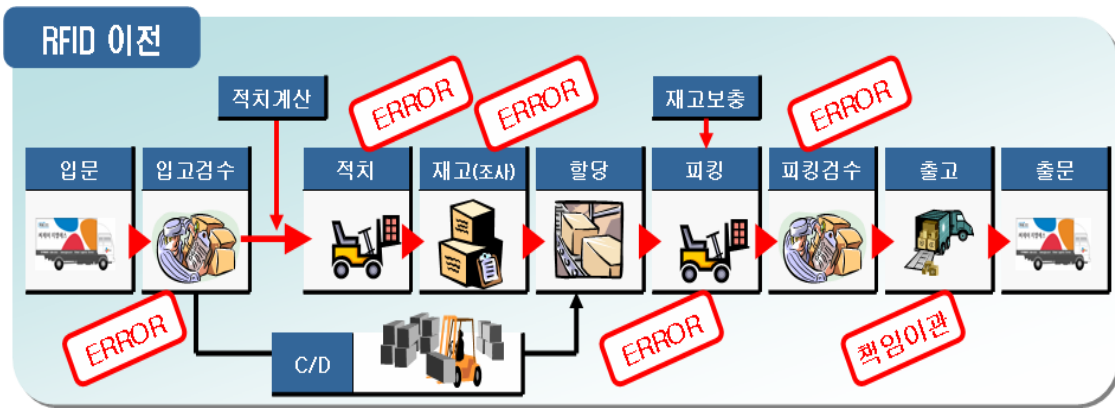 RFID 이전
적치계산
ERROR
ERROR
재고보충
ERROR
입문
입고검수
적치
재고(조사)
할당
피킹
피킹검수
출고
출문
ERROR
C/D
ERROR
책임이관